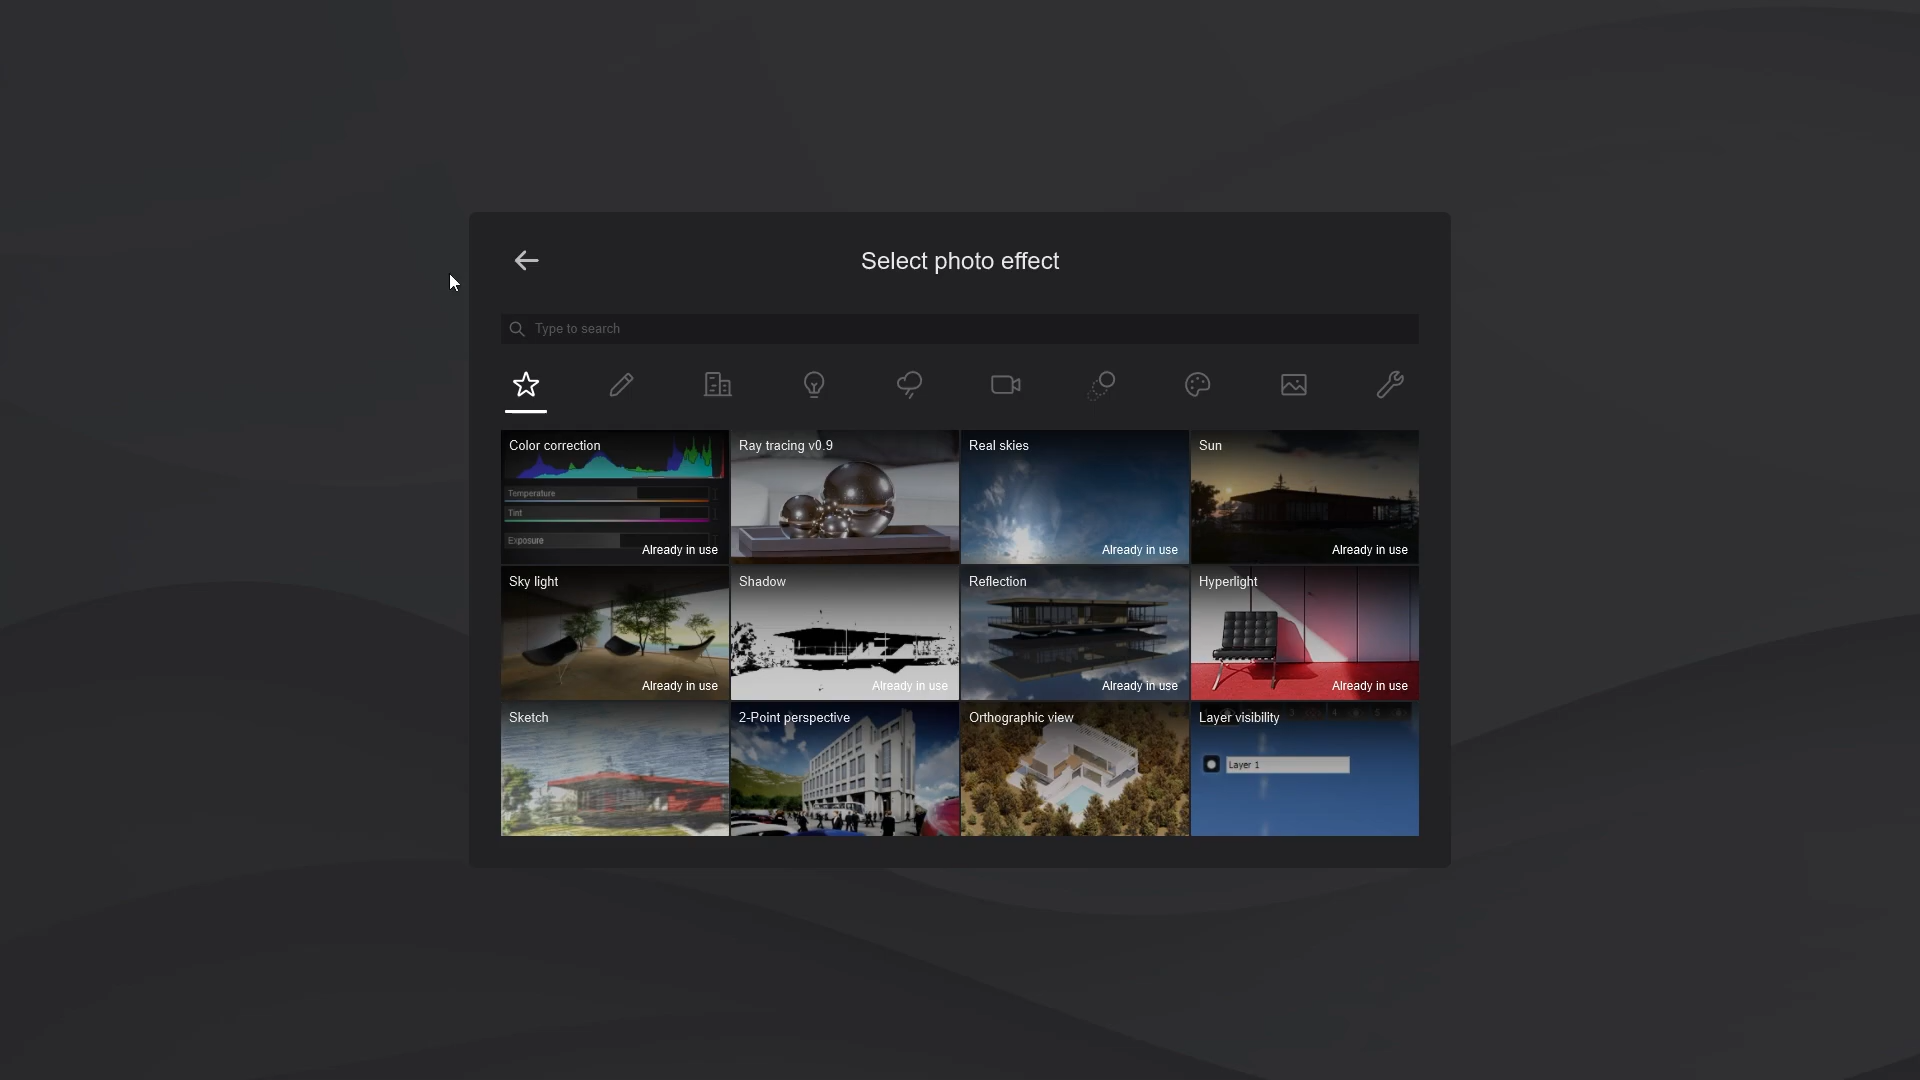 Select photo effect
Type to search
Color correction
Temperature
Tint
Exposure
Already in use
Ray tracing v0.9
Real skies
Already in use
Sun
Already in use
Sky light
Already in use
Shadow
Already in use
Reflection
Already in use
Hyperlight
Already in use
Sketch
2-Point perspective
Orthographic view
Layer visibility
Layer 1